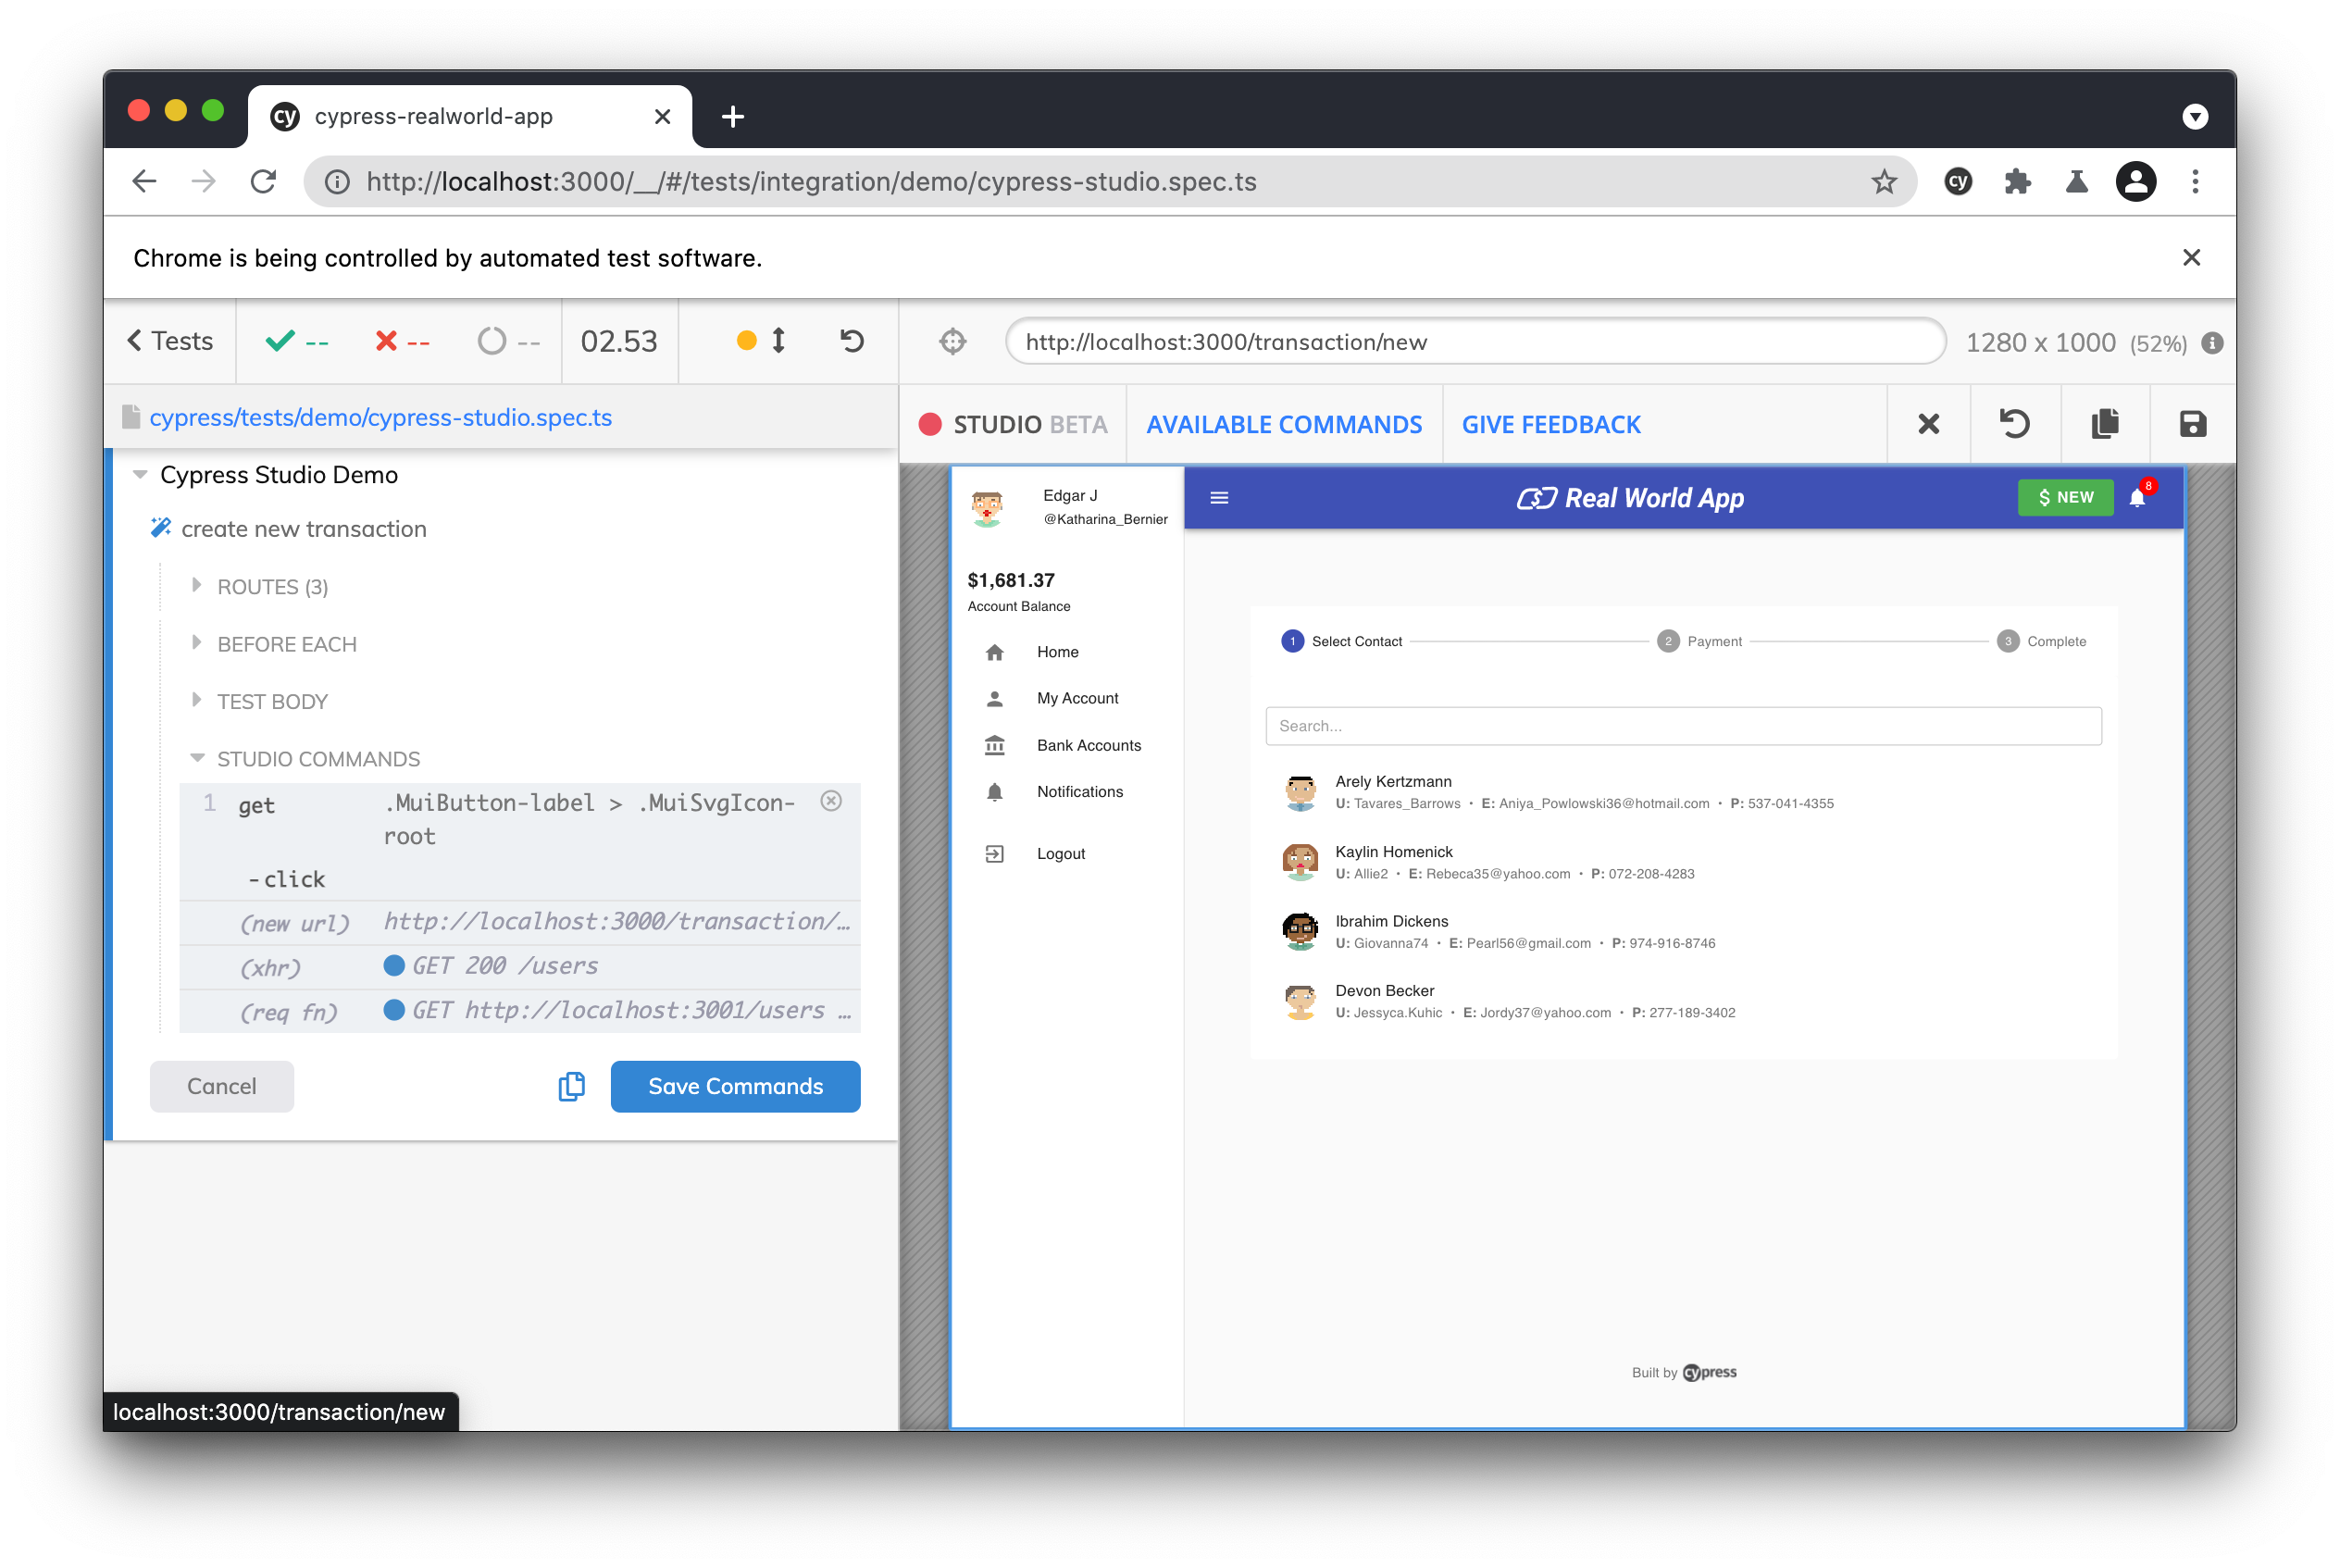 cy cypress-realworld-app
http://localhost:3000/__/#/tests/integration/demo/cypress-studio.spec.ts
cy
Chrome is being controlled by automated test software.
Tests -- -- -- 02.53
http://localhost:3000/transaction/new
1280 x 1000 (52%)
cypress/tests/demo/cypress-studio.spec.ts
STUDIO BETA AVAILABLE COMMANDS GIVE FEEDBACK
Cypress Studio Demo
create new transaction
ROUTES (3)
BEFORE EACH
TEST BODY
STUDIO COMMANDS
1 get .MuiButton-label > .MuiSvgIcon-
root
-click
(new url) http://localhost:3000/transaction/…
(xhr) GET 200 /users
(req fn) GET http://localhost:3001/users …
Cancel Save Commands
localhost:3000/transaction/new
Edgar J
@Katharina_Bernier
$1,681.37
Account Balance
Home
My Account
Bank Accounts
Notifications
Logout
Real World App
$ NEW
8
1 Select Contact 2 Payment 3 Complete
Search...
Arely Kertzmann
U: Tavares_Barrows • E: Aniya_Powlowski36@hotmail.com • P: 537-041-4355
Kaylin Homenick
U: Allie2 • E: Rebeca35@yahoo.com • P: 072-208-4283
Ibrahim Dickens
U: Giovanna74 • E: Pearl56@gmail.com • P: 974-916-8746
Devon Becker
U: Jessyca.Kuhic • E: Jordy37@yahoo.com • P: 277-189-3402
Built by cypress